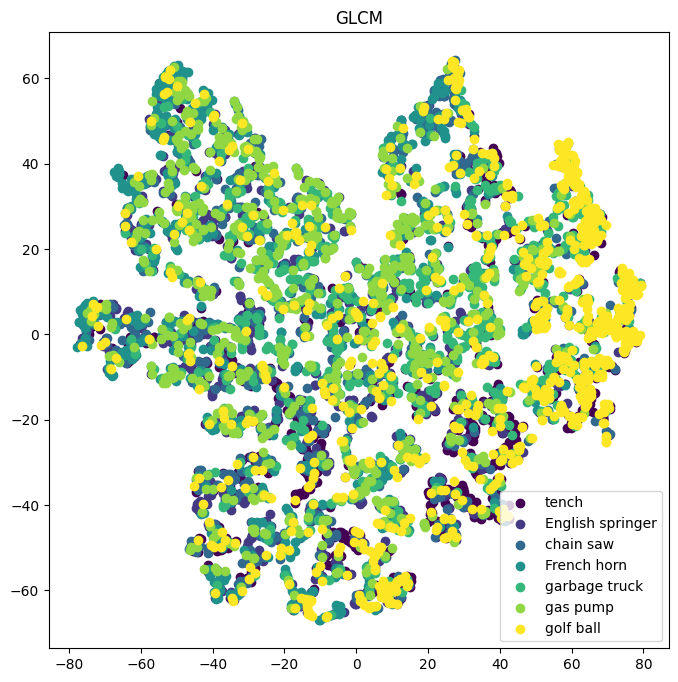 GLCM
60
40
20
0
−20
−40
−60
−80 −60 −40 −20 0 20 40 60 80
tench
English springer
chain saw
French horn
garbage truck
gas pump
golf ball